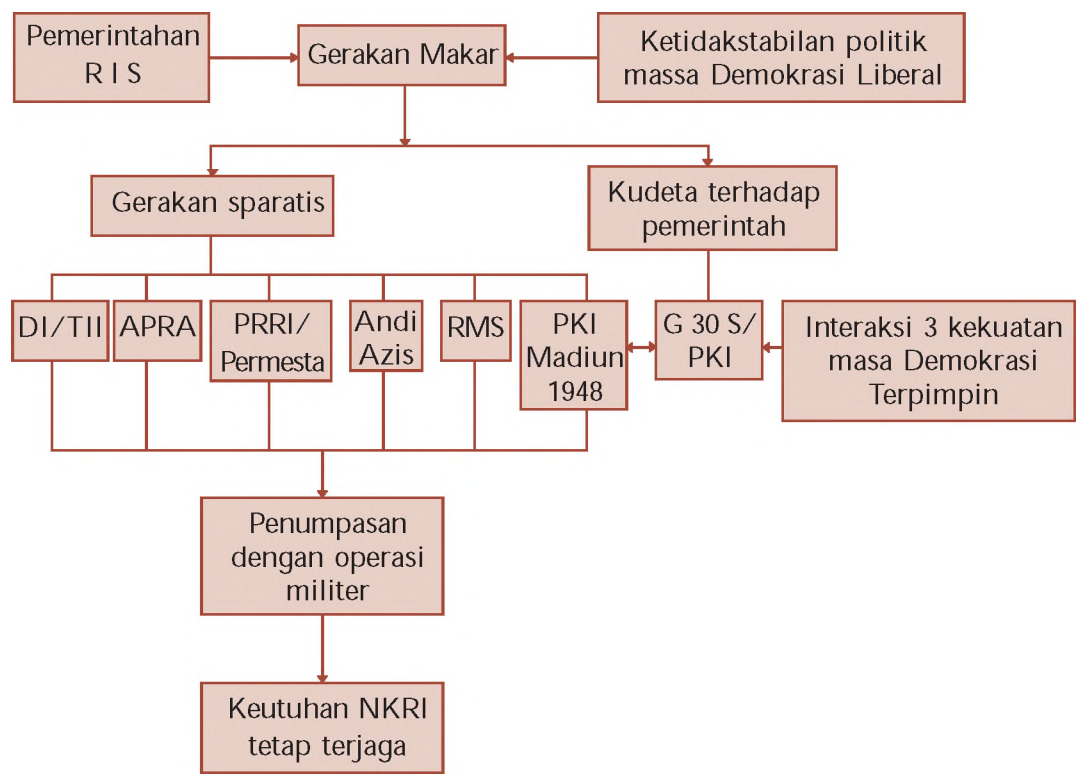 Pemerintahan
R I S
Gerakan Makar
Ketidakstabilan politik
massa Demokrasi Liberal
Gerakan sparatis
Kudeta terhadap
pemerintah
DI/TII
APRA
PRRI/
Permesta
Andi
Azis
RMS
PKI
Madiun
1948
G 30 S/
PKI
Interaksi 3 kekuatan
masa Demokrasi
Terpimpin
Penumpasan
dengan operasi
militer
Keutuhan NKRI
tetap terjaga